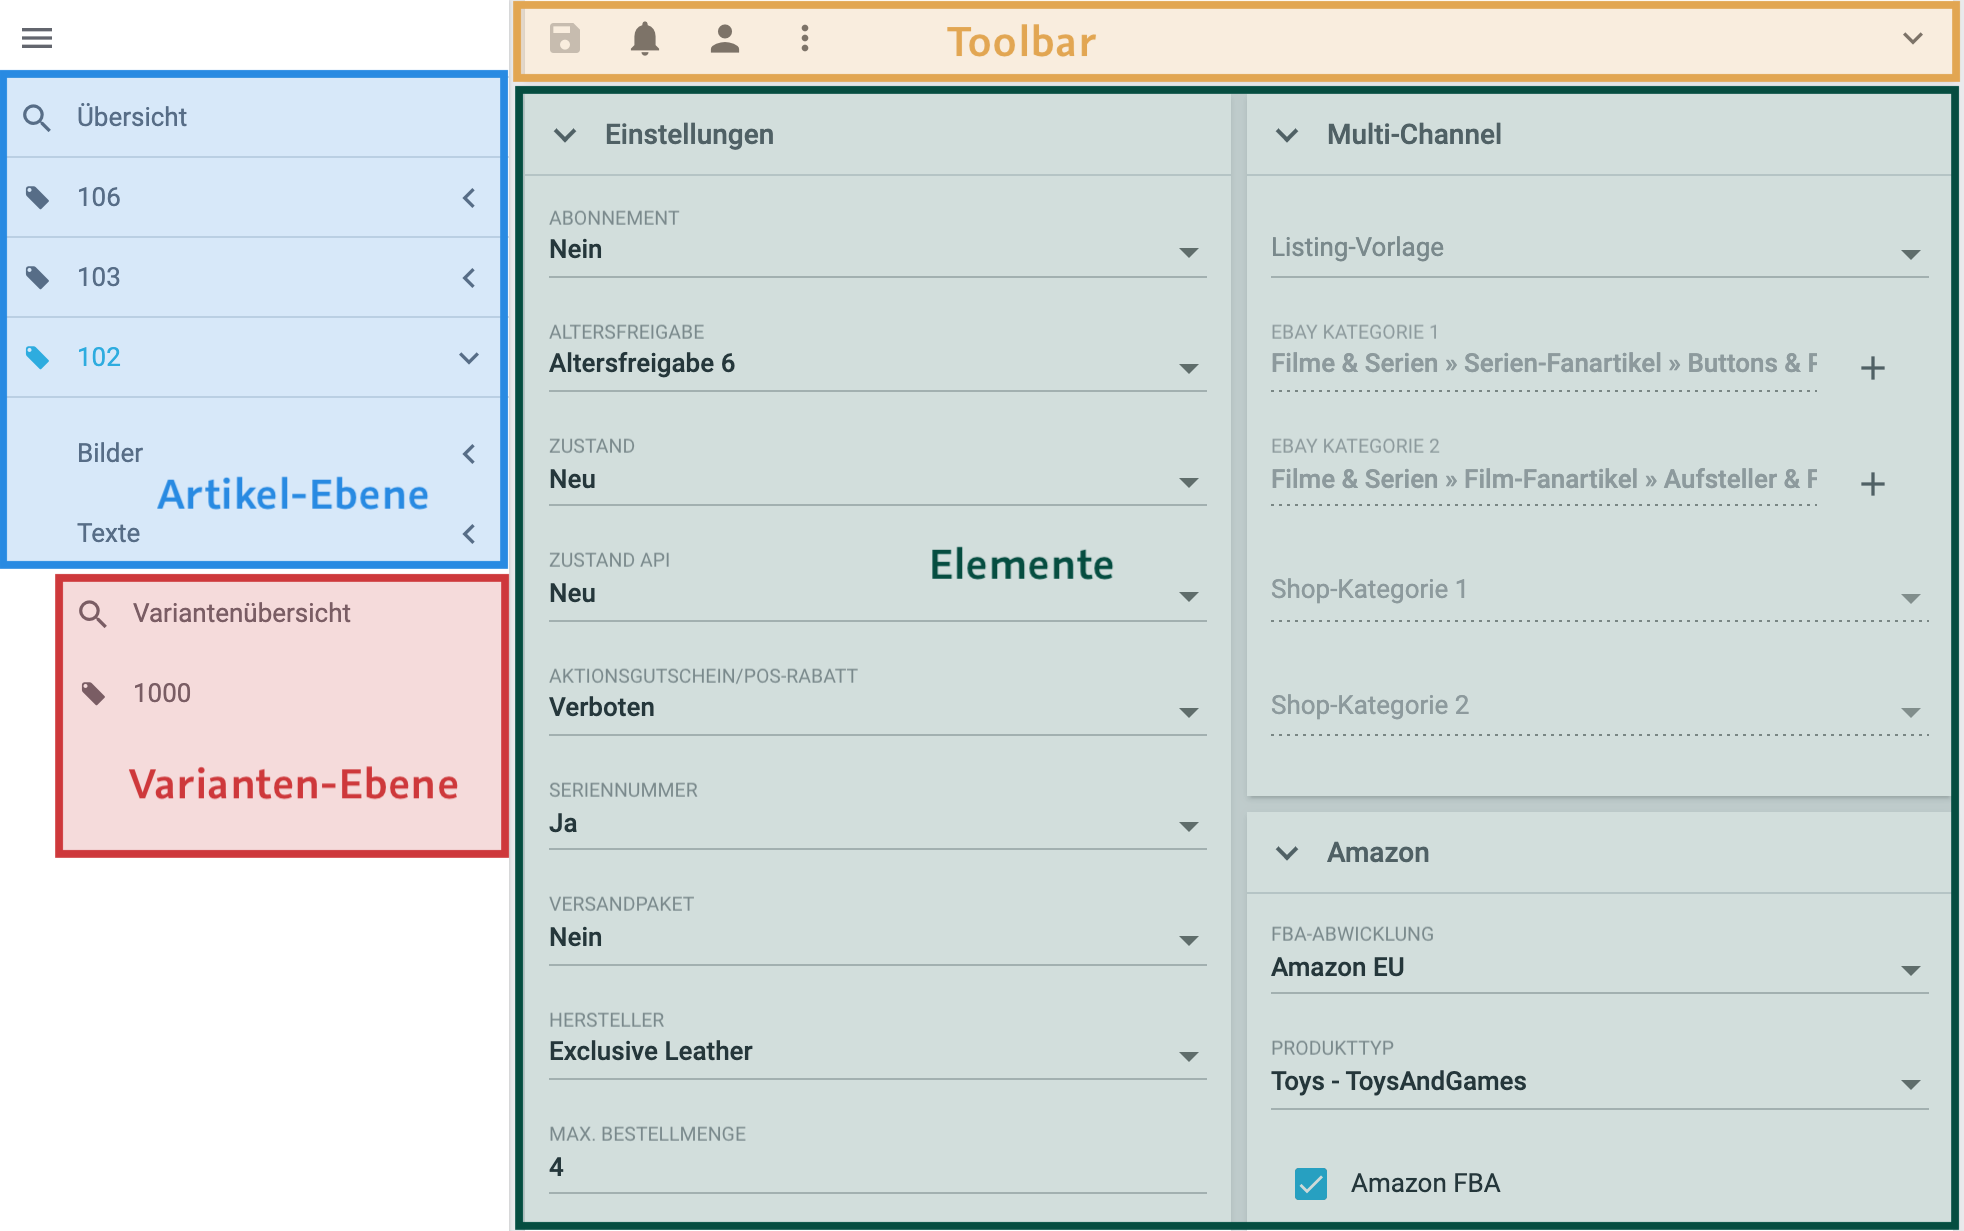 Toolbar
Übersicht
106
103
102
Bilder
Artikel-Ebene
Texte
Variantenübersicht
1000
Varianten-Ebene
Einstellungen
ABONNEMENT
Nein
ALTERSFREIGABE
Altersfreigabe 6
ZUSTAND
Neu
ZUSTAND API
Neu
Elemente
AKTIONSGUTSCHEIN/POS-RABATT
Verboten
SERIENNUMMER
Ja
VERSANDPAKET
Nein
HERSTELLER
Exclusive Leather
MAX. BESTELLMENGE
4
Multi-Channel
Listing-Vorlage
EBAY KATEGORIE 1
Filme & Serien » Serien-Fanartikel » Buttons &
EBAY KATEGORIE 2
Filme & Serien » Film-Fanartikel » Aufsteller &
Shop-Kategorie 1
Shop-Kategorie 2
Amazon
FBA-ABWICKLUNG
Amazon EU
PRODUKTTYP
Toys - ToysAndGames
Amazon FBA